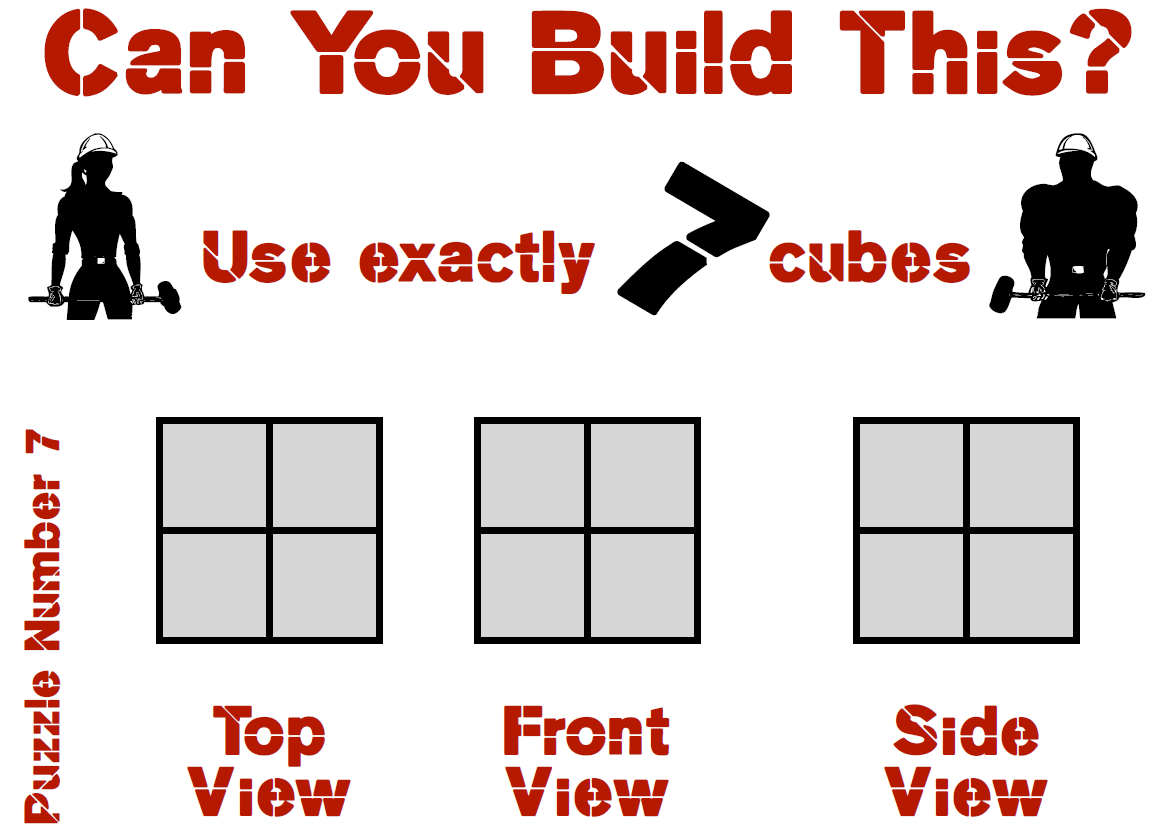 Can You Build This?
Use exactly 7 cubes
Puzzle Number 7
Top View
Front View
Side View